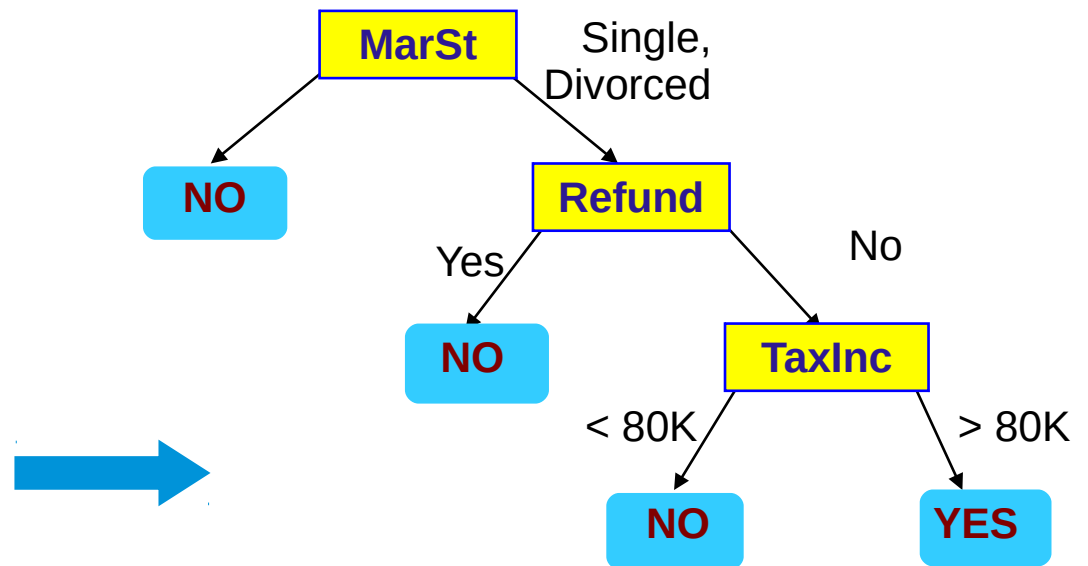 MarSt
Single,
Divorced
NO
Refund
Yes
No
NO
TaxInc
< 80K
> 80K
NO
YES